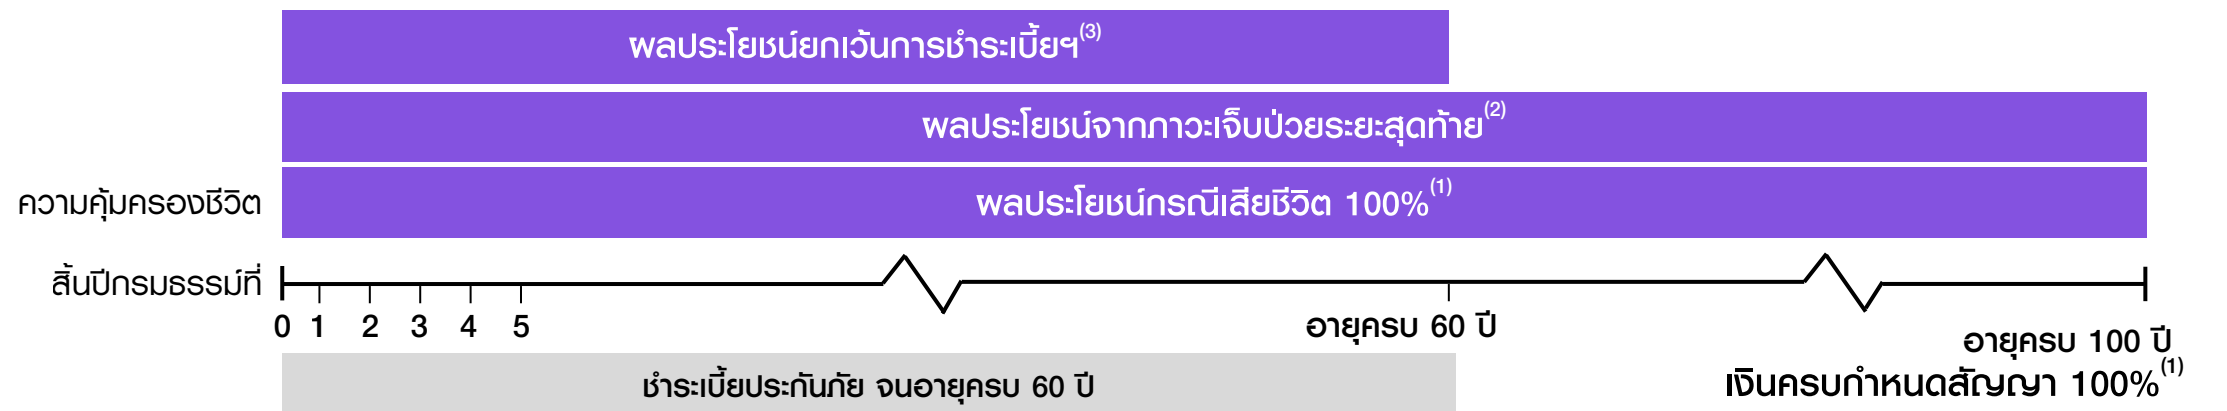 ผลประโยชน์ยกเว้นการชำระเบี้ยฯ(3)
ผลประโยชน์จากภาวะเจ็บป่วยระยะสุดท้าย(2)
ความคุ้มครองชีวิต ผลประโยชน์กรณีเสียชีวิต 100%(1)
สิ้นปีกรมธรรม์ที่
0 1 2 3 4 5 อายุครบ 60 ปี อายุครบ 100 ปี
ชำระเบี้ยประกันภัย จนอายุครบ 60 ปี เงินครบกำหนดสัญญา 100%(1)